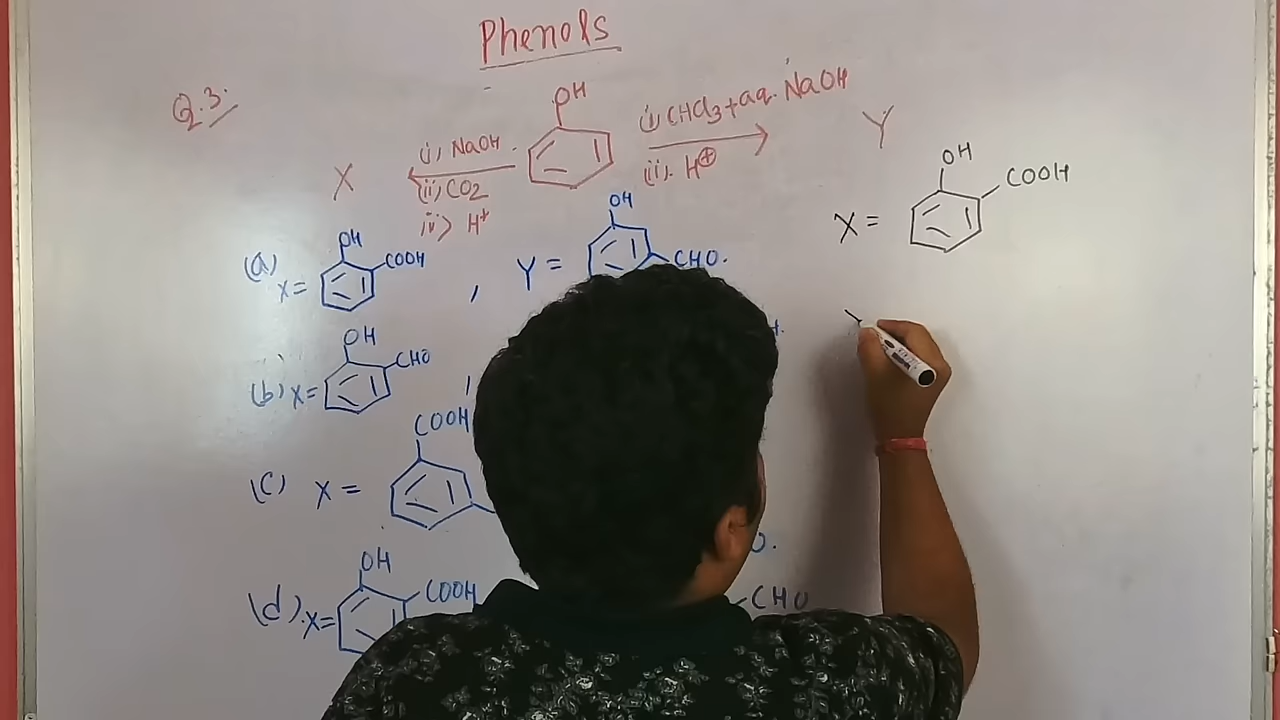 Phenols
Q.3.
OH
X (i) NaOH (ii) CO2 iii) H+
(i) CHCl3 + aq. NaOH (ii). H⊕ Y
X = OH COOH
(a) X = OH COOH , Y = OH CHO.
(b) X = OH CHO ,
(c) X = COOH
(d). X = OH COOH CHO